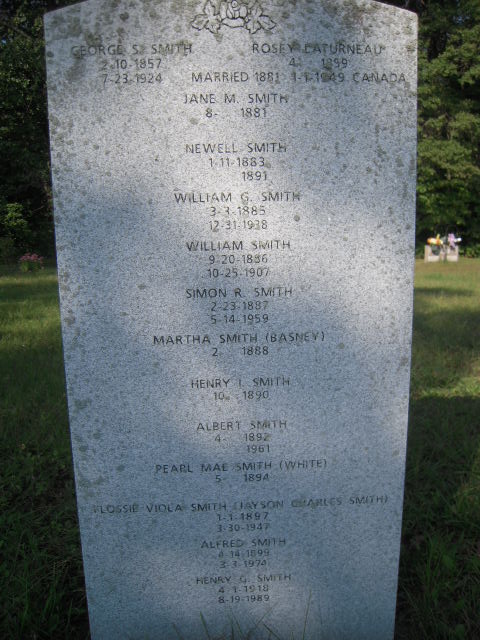 GEORGE S. SMITH ROSEY LATURNEAU
2-10-1857 4- 1859
7-23-1924 MARRIED 1881 1-1-1949 CANADA
JANE M. SMITH
8- 1881
NEWELL SMITH
1-11-1883
1891
WILLIAM G. SMITH
3-3-1885
12-31-1938
WILLIAM SMITH
9-20-1886
10-25-1907
SIMON R. SMITH
2-23-1887
5-14-1959
MARTHA SMITH (BASNEY)
2 1888
HENRY I. SMITH
10 1890
ALBERT SMITH
4- 1892
1961
PEARL MAE SMITH (WHITE)
5 1894
FLOSSIE VIOLA SMITH (JAYSON CHARLES SMITH)
1-1-1897
3-30-1947
ALFRED SMITH
4-14-1899
3-3-1974
HENRY G. SMITH
4-1-1918
8-19-1989